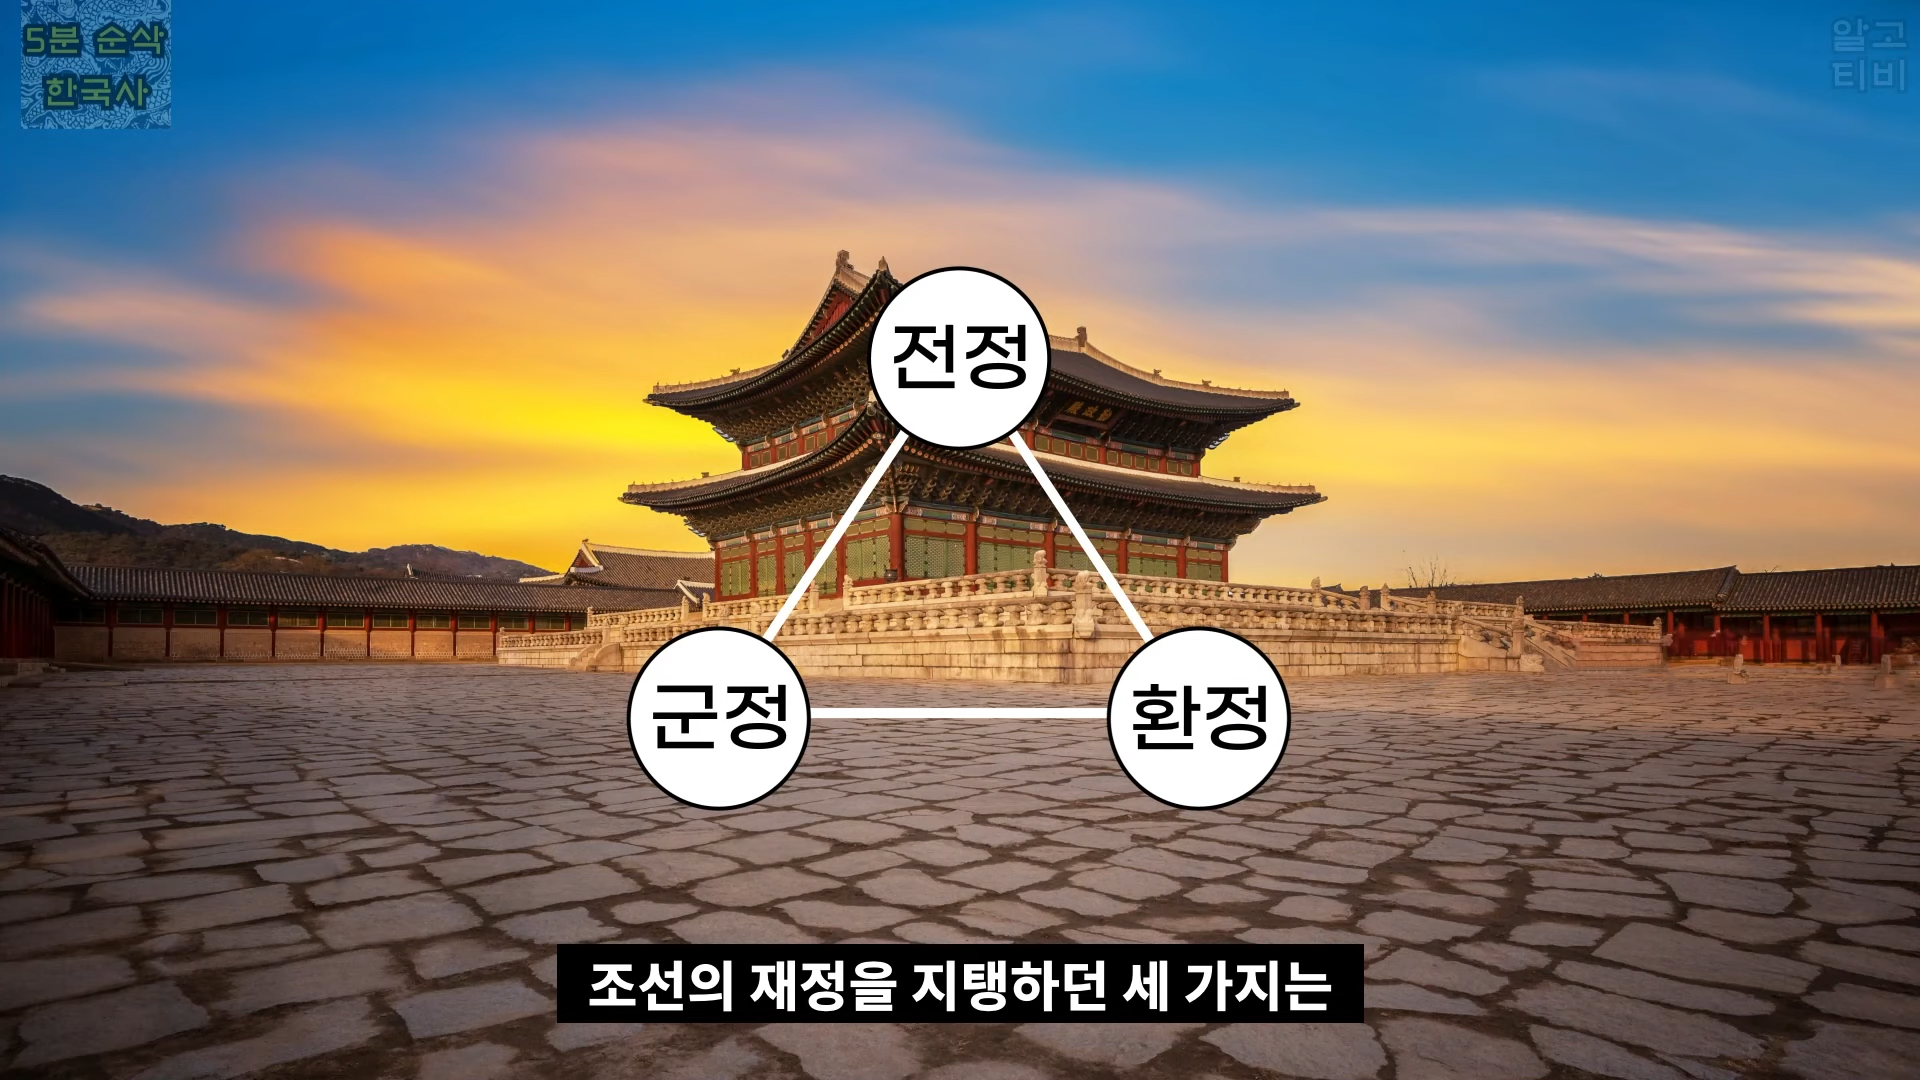 5분 순삭
한국사
알고
티비
전정
군정
환정
조선의 재정을 지탱하던 세 가지는